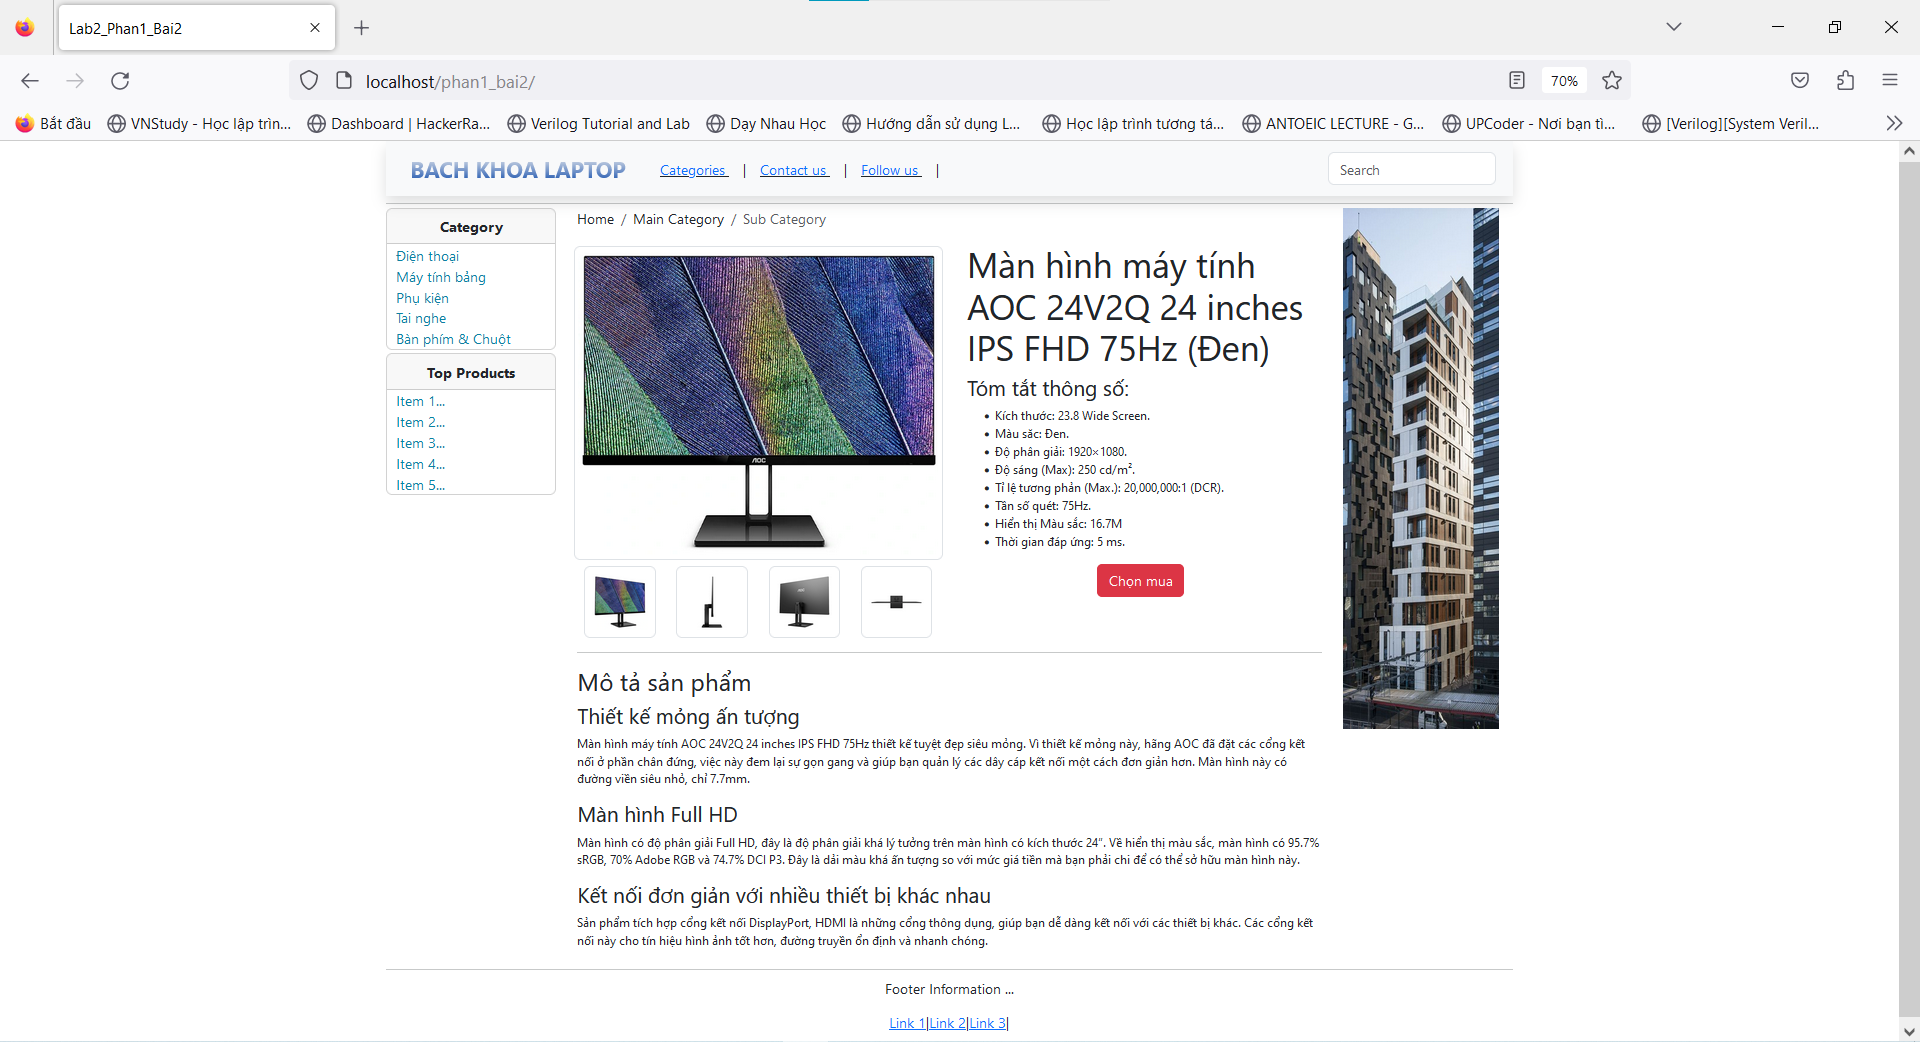 Lab2_Phan1_Bai2
localhost/phan1_bai2/
70%
Bắt đầu
VNStudy - Học lập trìn...
Dashboard | HackerRa...
Verilog Tutorial and Lab
Dạy Nhau Học
Hướng dẫn sử dụng L...
Học lập trình tương tá...
ANTOEIC LECTURE - G...
UPCoder - Nơi bạn tì...
[Verilog][System Veril...
BACH KHOA LAPTOP
Categories | Contact us | Follow us |
Search
Category
Điện thoại
Máy tính bảng
Phụ kiện
Tai nghe
Bàn phím & Chuột
Top Products
Item 1...
Item 2...
Item 3...
Item 4...
Item 5...
Home / Main Category / Sub Category
AOC
Màn hình máy tính
AOC 24V2Q 24 inches
IPS FHD 75Hz (Đen)
Tóm tắt thông số:
Kích thước: 23.8 Wide Screen.
Màu sắc: Đen.
Độ phân giải: 1920×1080.
Độ sáng (Max): 250 cd/m².
Tỉ lệ tương phản (Max.): 20,000,000:1 (DCR).
Tần số quét: 75Hz.
Hiển thị Màu sắc: 16.7M
Thời gian đáp ứng: 5 ms.
Chọn mua
Mô tả sản phẩm
Thiết kế mỏng ấn tượng
Màn hình máy tính AOC 24V2Q 24 inches IPS FHD 75Hz thiết kế tuyệt đẹp siêu mỏng. Vì thiết kế mỏng này, hãng AOC đã đặt các cổng kết
nối ở phần chân đứng, việc này đem lại sự gọn gang và giúp bạn quản lý các dây cáp kết nối một cách đơn giản hơn. Màn hình này có
đường viền siêu nhỏ, chỉ 7.7mm.
Màn hình Full HD
Màn hình có độ phân giải Full HD, đây là độ phân giải khá lý tưởng trên màn hình có kích thước 24″. Về hiển thị màu sắc, màn hình có 95.7%
sRGB, 70% Adobe RGB và 74.7% DCI P3. Đây là dải màu khá ấn tượng so với mức giá tiền mà bạn phải chi để có thể sở hữu màn hình này.
Kết nối đơn giản với nhiều thiết bị khác nhau
Sản phẩm tích hợp cổng kết nối DisplayPort, HDMI là những cổng thông dụng, giúp bạn dễ dàng kết nối với các thiết bị khác. Các cổng kết
nối này cho tín hiệu hình ảnh tốt hơn, đường truyền ổn định và nhanh chóng.
Footer Information ...
Link 1|Link 2|Link 3|